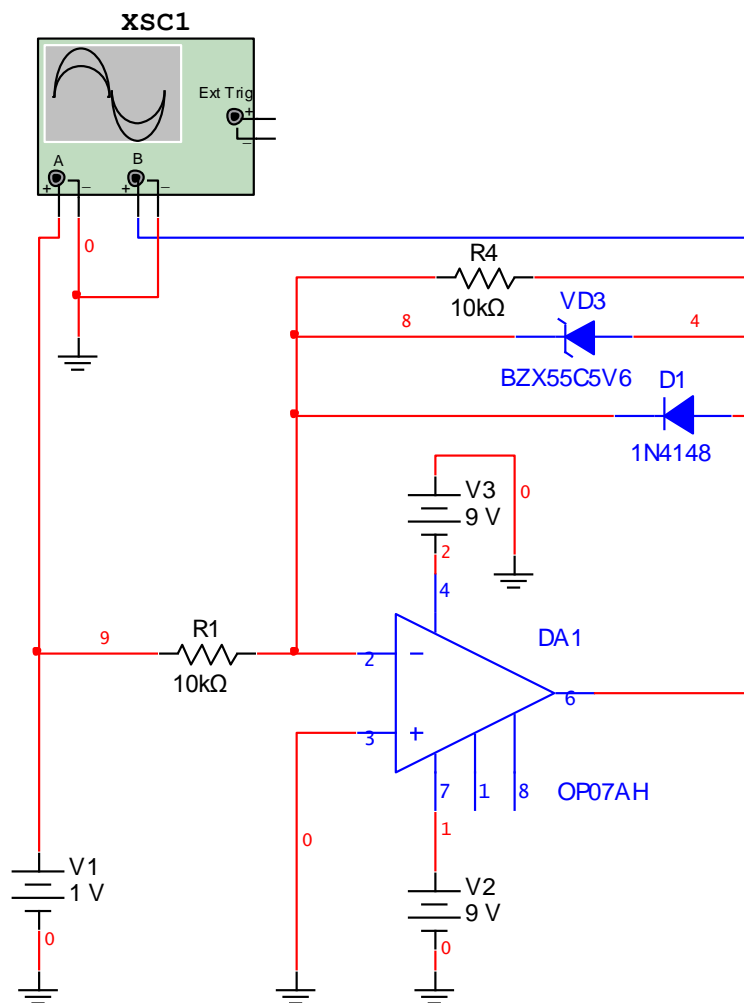 XSC1
Ext Trig
+
−
A
B
+
−
+
−
0
R4
10kΩ
VD3
8
4
BZX55C5V6
D1
1N4148
V3
9 V
0
2
4
9
R1
10kΩ
DA1
2
−
6
3
+
7
1
8
OP07AH
0
1
V1
1 V
V2
9 V
0
0